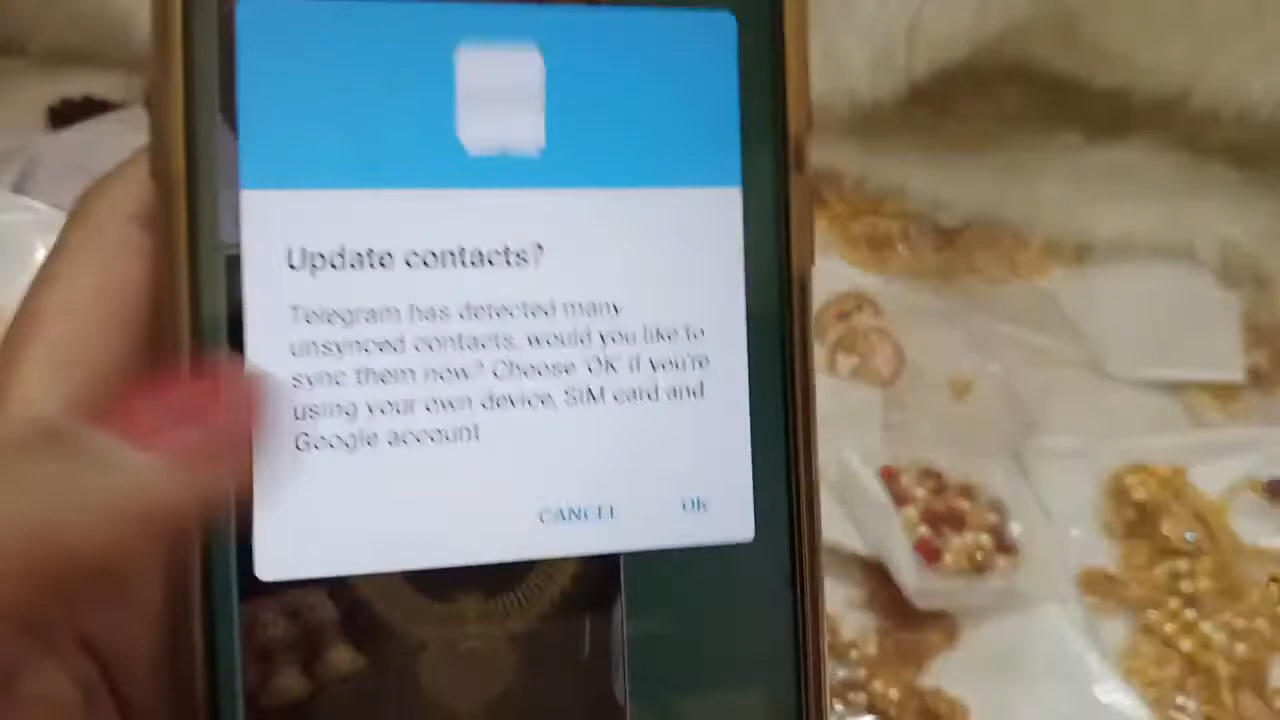 Update contacts?
Telegram has detected many
unsynced contacts, would you like to
sync them now? Choose 'OK' if you're
using your own device, SIM card and
Google account
CANCEL
OK